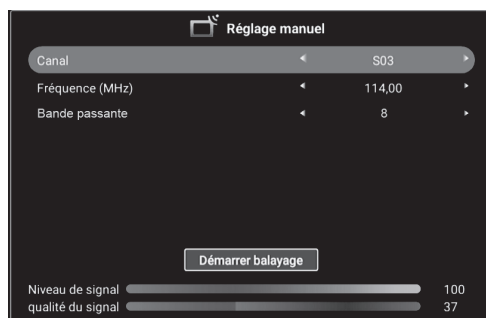 Réglage manuel
Canal S03
Fréquence (MHz) 114,00
Bande passante 8
Démarrer balayage
Niveau de signal 100
qualité du signal 37